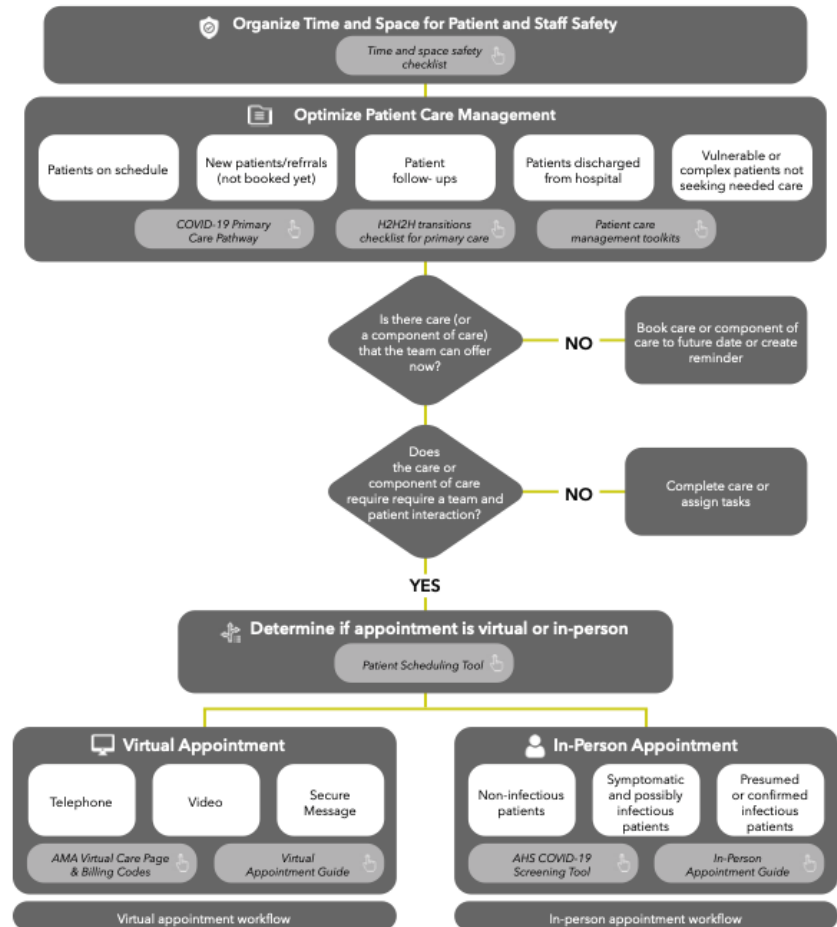 Organize Time and Space for Patient and Staff Safety
Time and space safety
checklist
Optimize Patient Care Management
Patients on schedule
New patients/refrrals
(not booked yet)
Patient
follow- ups
Patients discharged
from hospital
Vulnerable or
complex patients not
seeking needed care
COVID-19 Primary
Care Pathway
H2H2H transitions
checklist for primary care
Patient care
management toolkits
Is there care (or
a component of care)
that the team can offer
now?
NO
Book care or component of
care to future date or create
reminder
Does
the care or
component of care
require require a team and
patient interaction?
NO
Complete care or
assign tasks
YES
Determine if appointment is virtual or in-person
Patient Scheduling Tool
Virtual Appointment
Telephone
Video
Secure
Message
AMA Virtual Care Page
& Billing Codes
Virtual
Appointment Guide
Virtual appointment workflow
In-Person Appointment
Non-infectious
patients
Symptomatic
and possibly
infectious
patients
Presumed
or confirmed
infectious
patients
AHS COVID-19
Screening Tool
In-Person
Appointment Guide
In-person appointment workflow